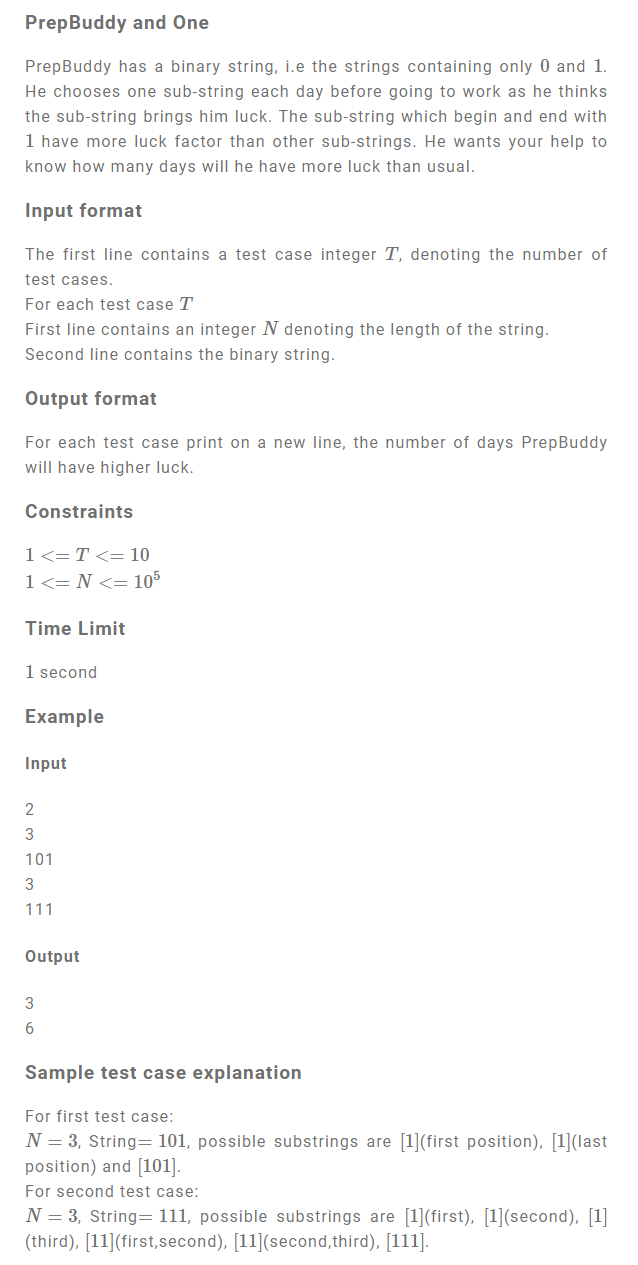 PrepBuddy and One
PrepBuddy has a binary string, i.e the strings containing only 0 and 1.
He chooses one sub-string each day before going to work as he thinks
the sub-string brings him luck. The sub-string which begin and end with
1 have more luck factor than other sub-strings. He wants your help to
know how many days will he have more luck than usual.
Input format
The first line contains a test case integer T, denoting the number of
test cases.
For each test case T
First line contains an integer N denoting the length of the string.
Second line contains the binary string.
Output format
For each test case print on a new line, the number of days PrepBuddy
will have higher luck.
Constraints
1 <= T <= 10
1 <= N <= 10^5
Time Limit
1 second
Example
Input
2
3
101
3
111
Output
3
6
Sample test case explanation
For first test case:
N = 3, String= 101, possible substrings are [1](first position), [1](last
position) and [101].
For second test case:
N = 3, String= 111, possible substrings are [1](first), [1](second), [1]
(third), [11](first,second), [11](second,third), [111].